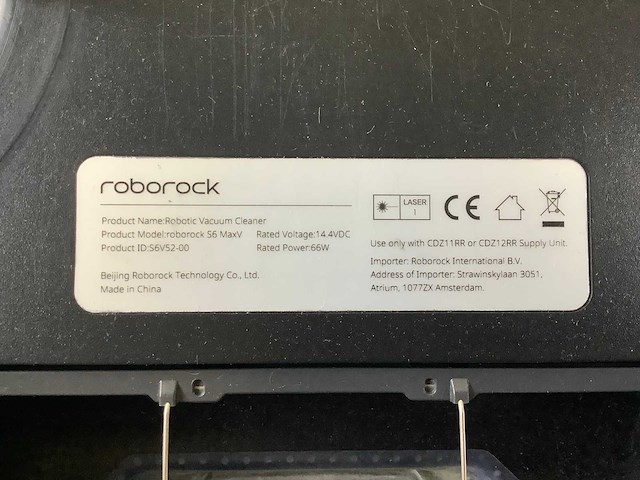 roborock
Product Name:Robotic Vacuum Cleaner
Product Model:roborock S6 MaxV Rated Voltage:14.4VDC
Product ID:S6V52-00 Rated Power:66W
Beijing Roborock Technology Co., Ltd.
Made in China
LASER
1
CE
Use only with CDZ11RR or CDZ12RR Supply Unit.
Importer: Roborock International B.V.
Address of Importer: Strawinskylaan 3051,
Atrium, 1077ZX Amsterdam.